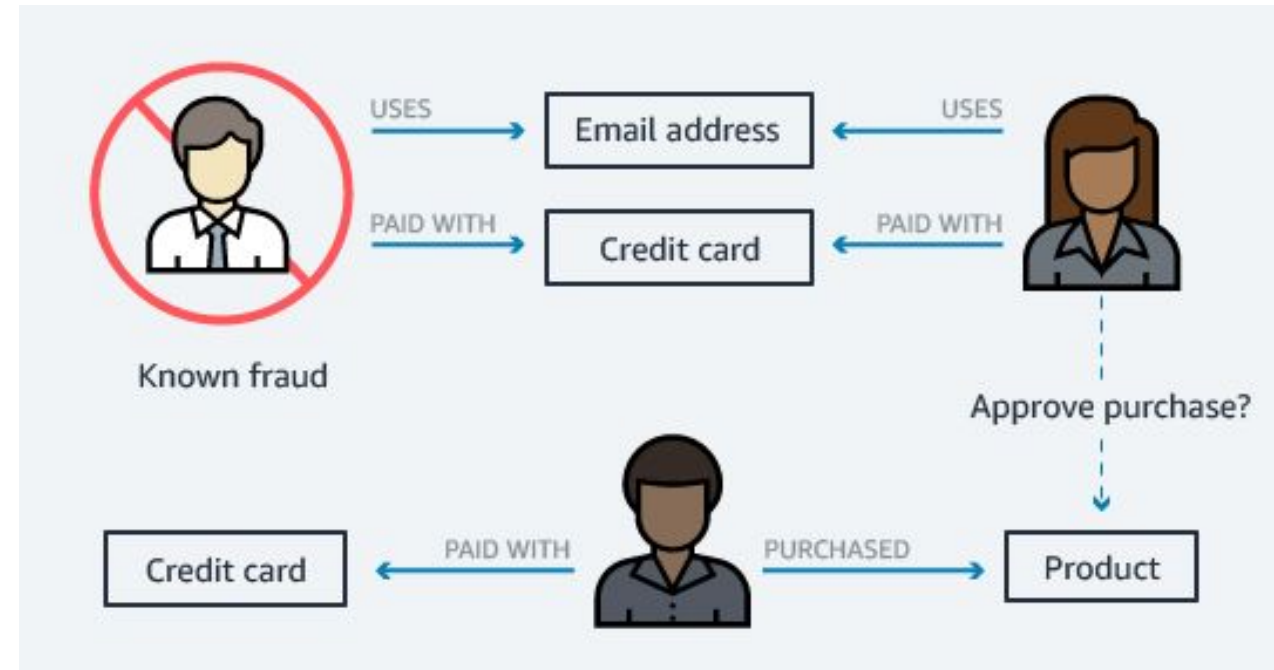 USES
Email address
USES
PAID WITH
Credit card
PAID WITH
Known fraud
Approve purchase?
Credit card
PAID WITH
PURCHASED
Product